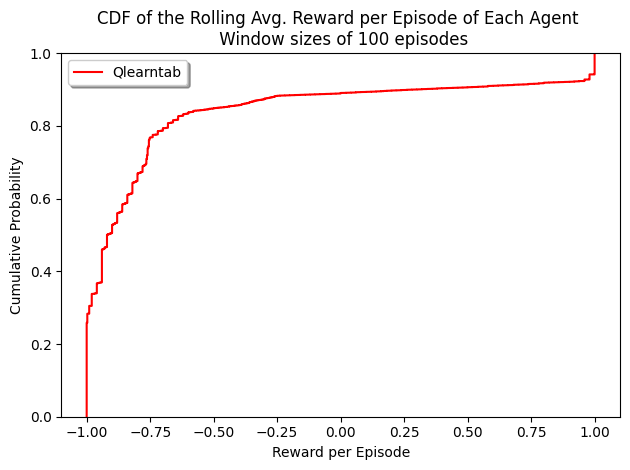 CDF of the Rolling Avg. Reward per Episode of Each Agent
Window sizes of 100 episodes
Qlearntab
1.0
0.8
0.6
0.4
0.2
0.0
Cumulative Probability
−1.00 −0.75 −0.50 −0.25 0.00 0.25 0.50 0.75 1.00
Reward per Episode